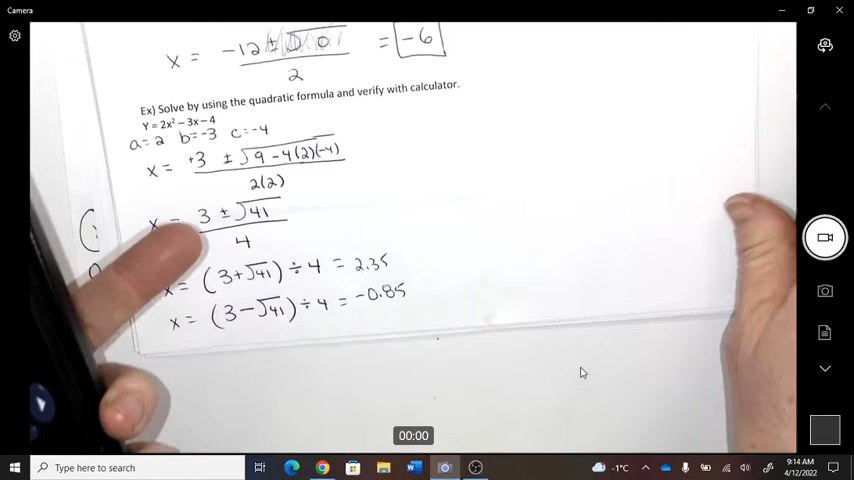 Camera
x = -12 ± √0 / 2 = -6
Ex) Solve by using the quadratic formula and verify with calculator.
Y = 2x² – 3x – 4
a=2 b=-3 c=-4
x = +3 ± √9 - 4(2)(-4) / 2(2)
x = 3 ± √41 / 4
x = (3+√41) ÷ 4 = 2.35
x = (3-√41) ÷ 4 = -0.85
00:00
Type here to search
-1°C
9:14 AM
4/12/2022